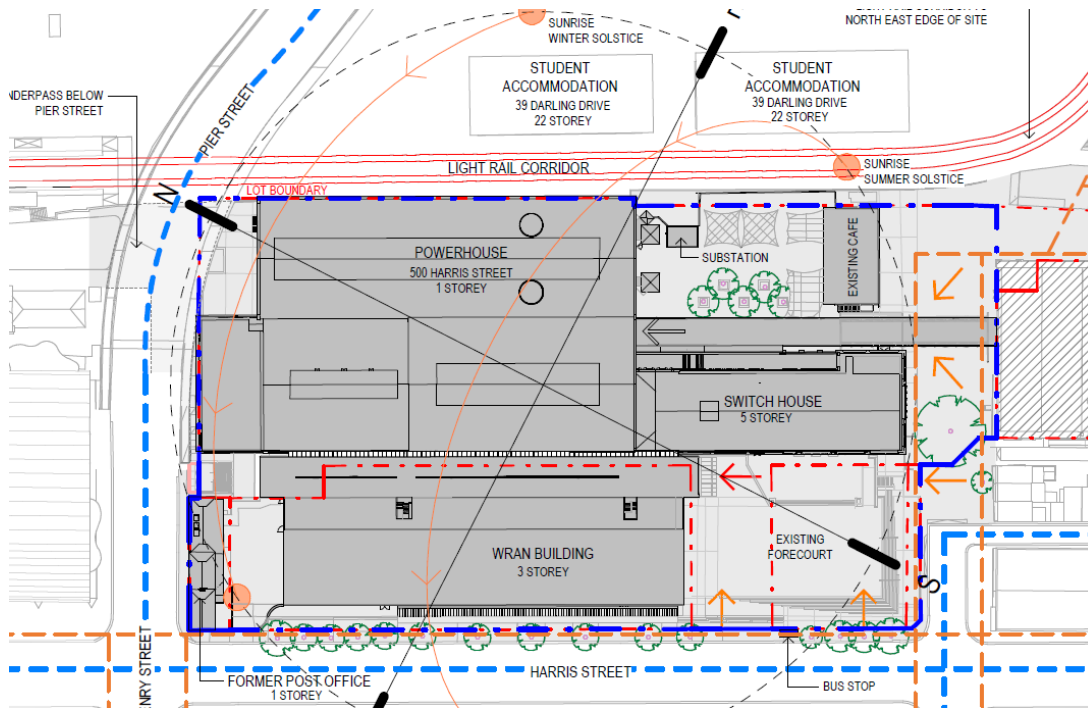 SUNRISE
WINTER SOLSTICE
NORTH EAST EDGE OF SITE
STUDENT
ACCOMMODATION
39 DARLING DRIVE
22 STOREY
STUDENT
ACCOMMODATION
39 DARLING DRIVE
22 STOREY
PIER STREET
PIER STREET
LIGHT RAIL CORRIDOR
SUNRISE
SUMMER SOLSTICE
N
LOT BOUNDARY
POWERHOUSE
500 HARRIS STREET
1 STOREY
SUBSTATION
EXISTING CAFE
SWITCH HOUSE
5 STOREY
WRAN BUILDING
3 STOREY
EXISTING
FORECOURT
S
HARRIS STREET
FORMER POST OFFICE
1 STOREY
BUS STOP
ENRY STREET
NDERPASS BELOW